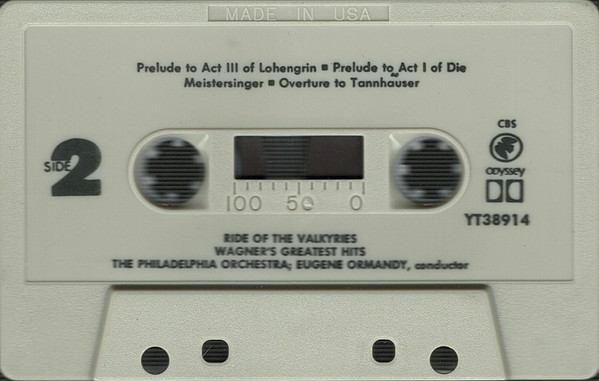 MADE IN USA
Prelude to Act III of Lohengrin ▪ Prelude to Act I of Die
Meistersinger ▪ Overture to Tannhäuser
SIDE 2
CBS
Odyssey
100 50 0
YT38914
RIDE OF THE VALKYRIES
WAGNER'S GREATEST HITS
THE PHILADELPHIA ORCHESTRA; EUGENE ORMANDY, conductor